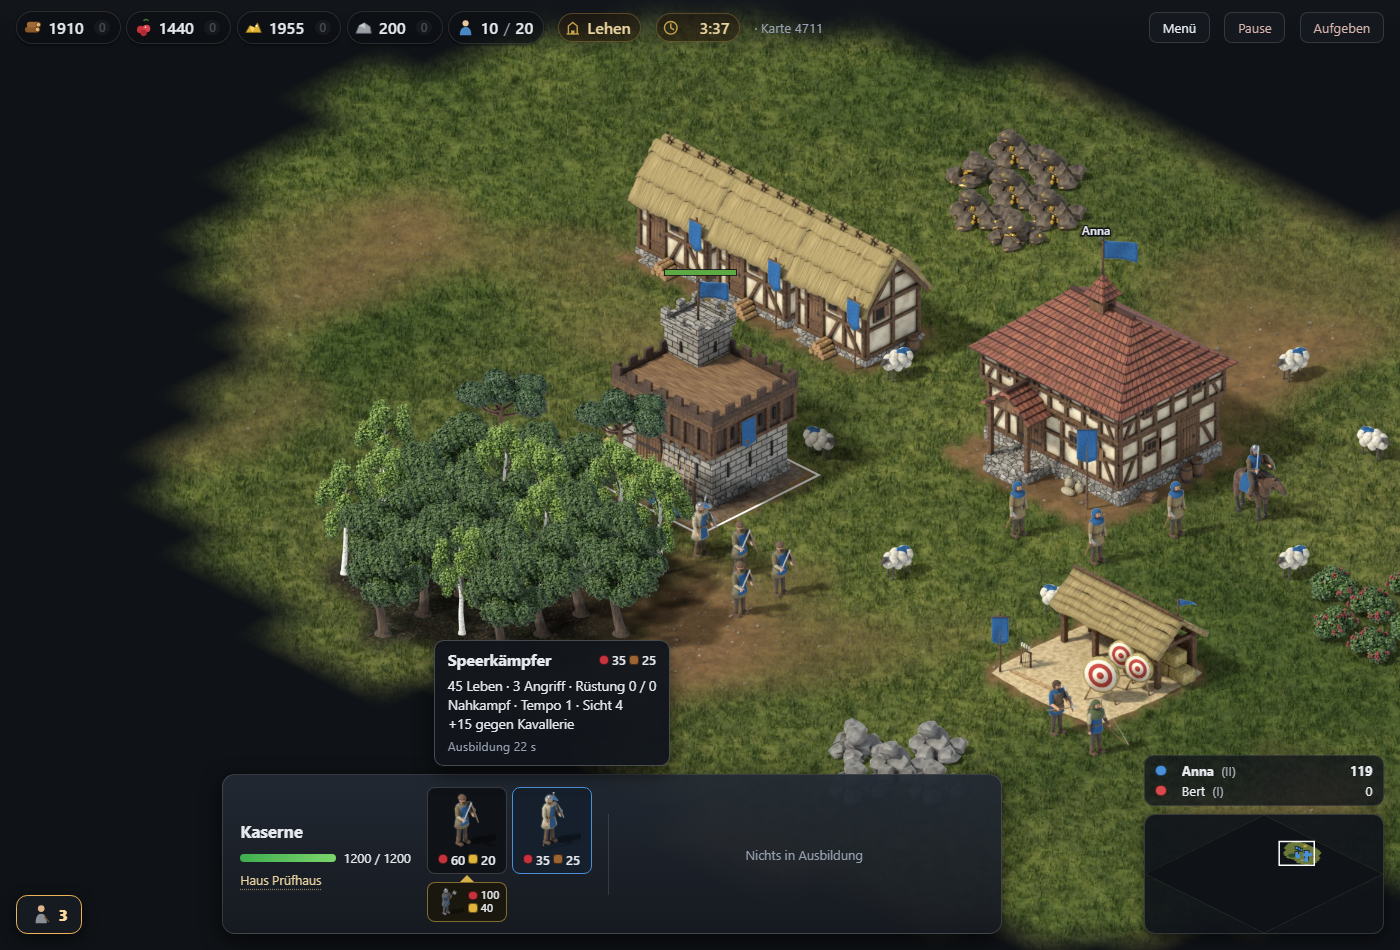 1910 0 1440 0 1955 0 200 0 10 / 20 Lehen 3:37 · Karte 4711 Menü Pause Aufgeben
Anna
Speerkämpfer 35 25
45 Leben · 3 Angriff · Rüstung 0 / 0
Nahkampf · Tempo 1 · Sicht 4
+15 gegen Kavallerie
Ausbildung 22 s
Kaserne
1200 / 1200
Haus Prüfhaus
60 20
35 25
100
40
Nichts in Ausbildung
Anna (II) 119
Bert (I) 0
3